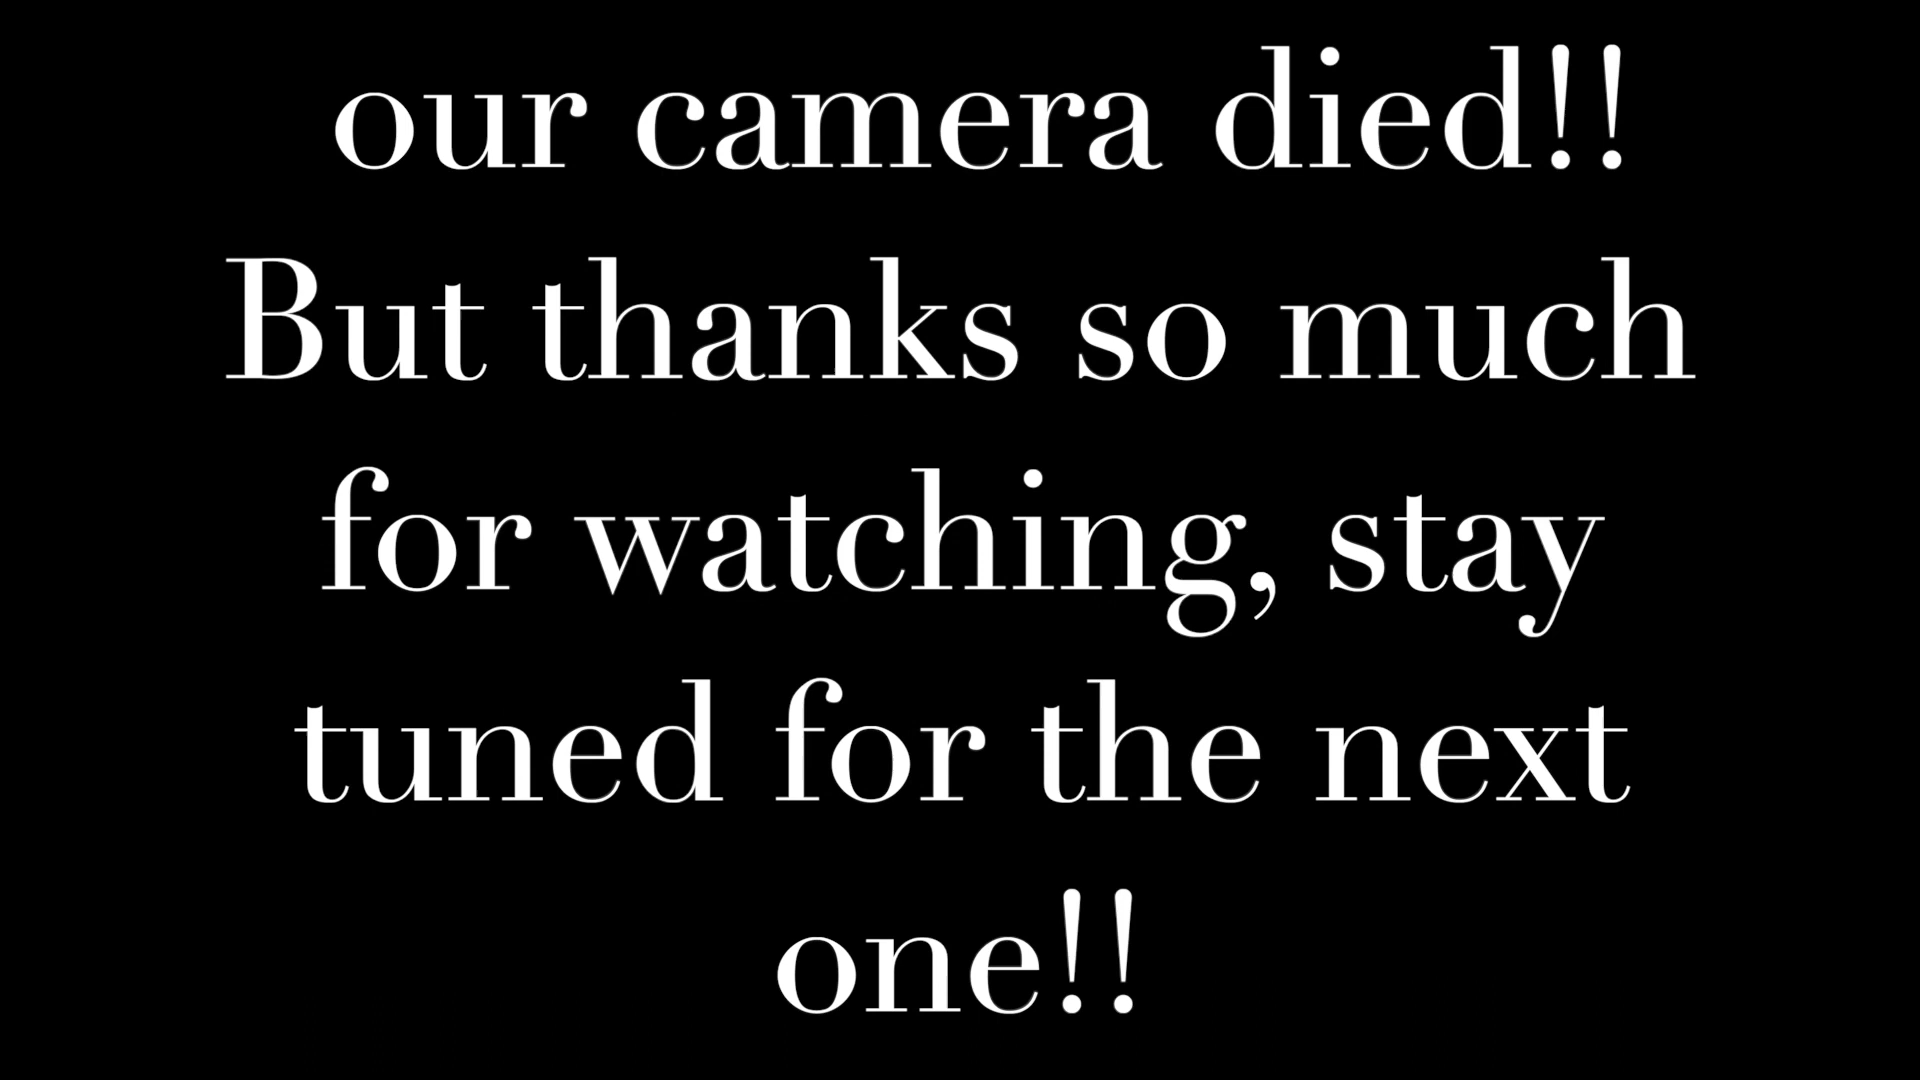 our camera died!!
But thanks so much
for watching, stay
tuned for the next
one!!